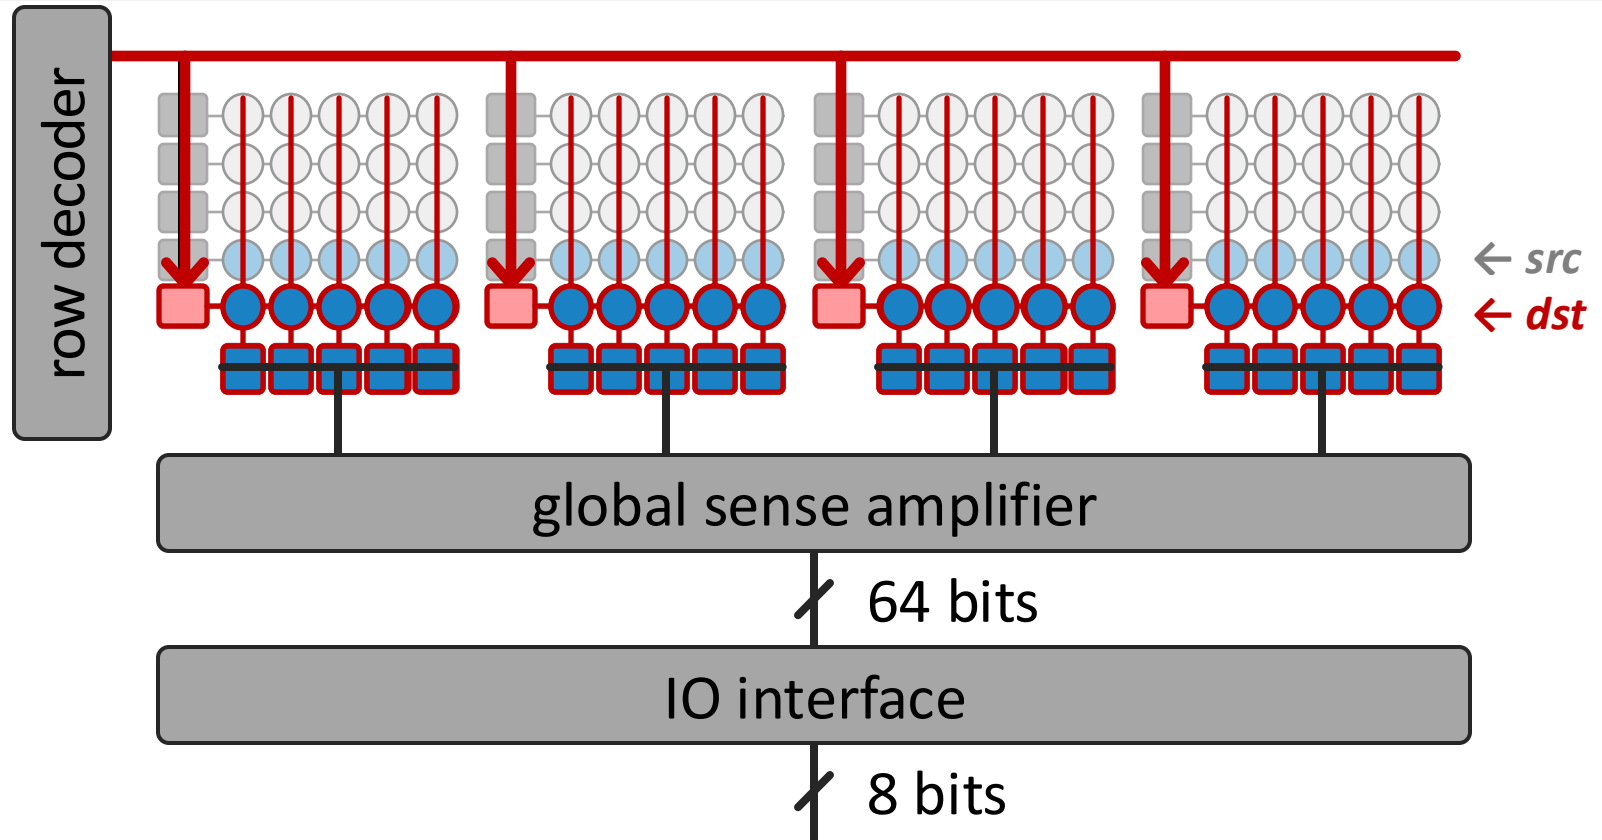 row decoder
← src
← dst
global sense amplifier
64 bits
IO interface
8 bits